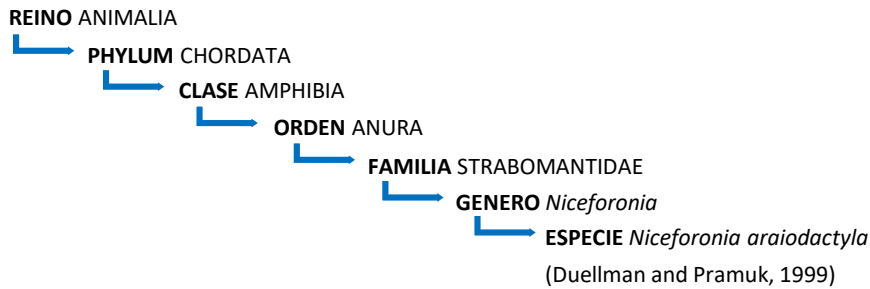 REINO ANIMALIA
PHYLUM CHORDATA
CLASE AMPHIBIA
ORDEN ANURA
FAMILIA STRABOMANTIDAE
GENERO Niceforonia
ESPECIE Niceforonia araiodactyla
(Duellman and Pramuk, 1999)